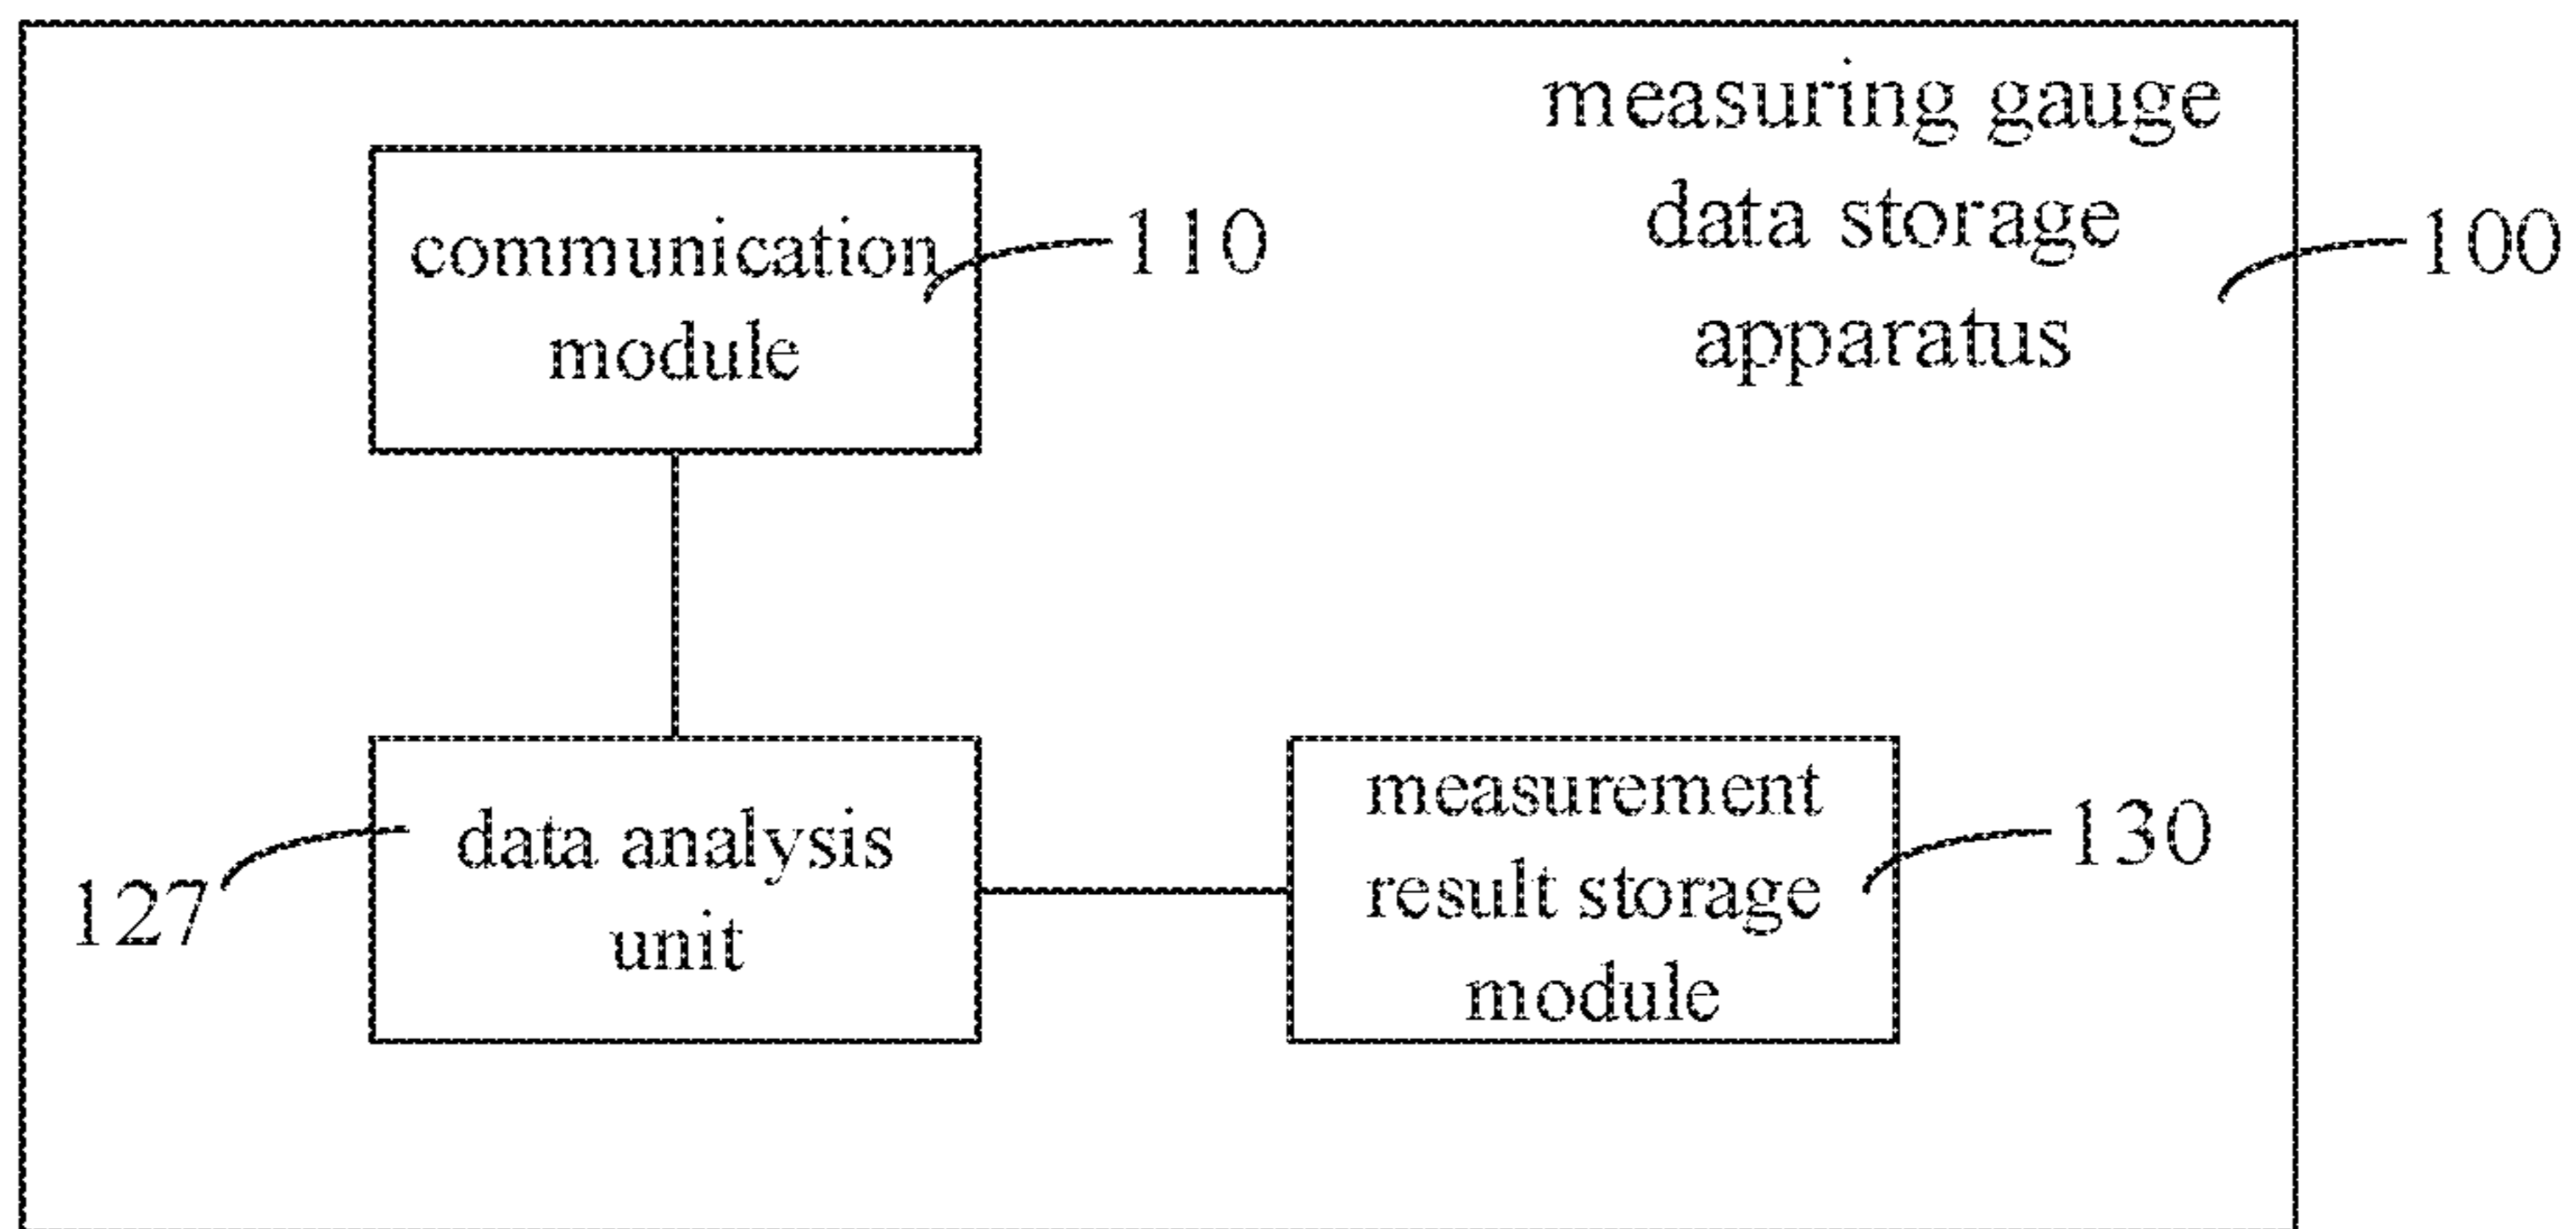 measuring gauge
data storage
apparatus
100
communication
module
110
data analysis
unit
127
measurement
result storage
module
130